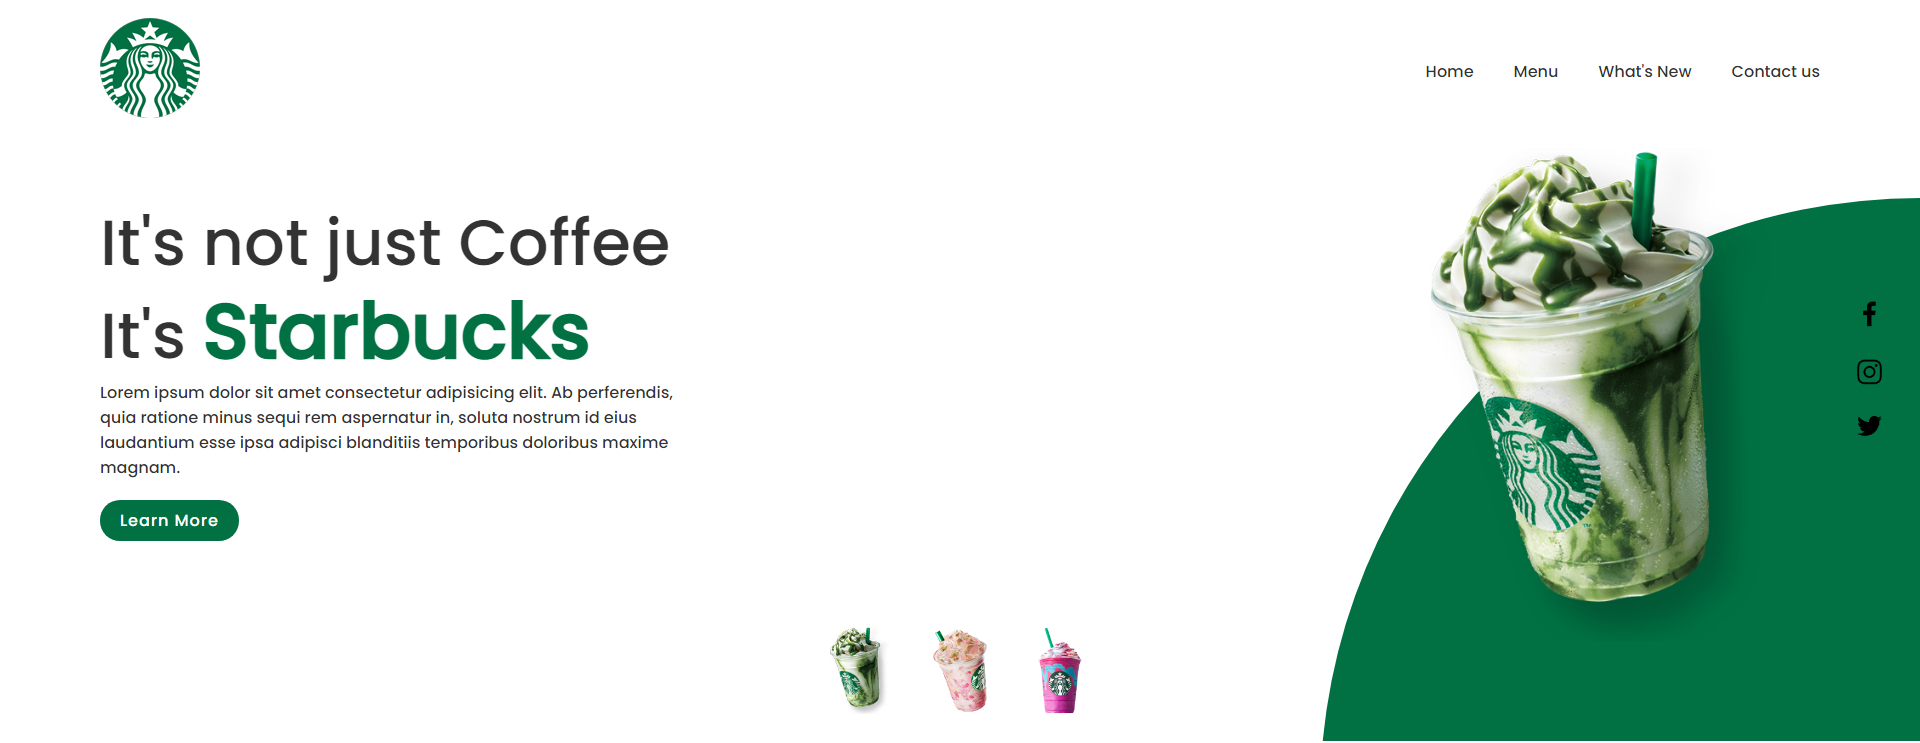 Home Menu What's New Contact us
It's not just Coffee
It's Starbucks
Lorem ipsum dolor sit amet consectetur adipisicing elit. Ab perferendis,
quia ratione minus sequi rem aspernatur in, soluta nostrum id eius
laudantium esse ipsa adipisci blanditiis temporibus doloribus maxime
magnam.
Learn More
TM